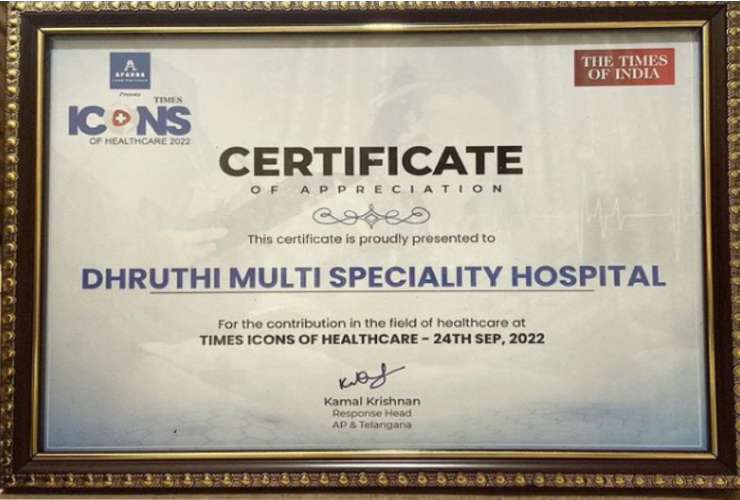 APARNA
Presents
TIMES
ICONS
OF HEALTHCARE 2022
THE TIMES
OF INDIA
CERTIFICATE
OF APPRECIATION
This certificate is proudly presented to
DHRUTHI MULTI SPECIALITY HOSPITAL
For the contribution in the field of healthcare at
TIMES ICONS OF HEALTHCARE - 24TH SEP, 2022
Kamal Krishnan
Response Head
AP & Telangana